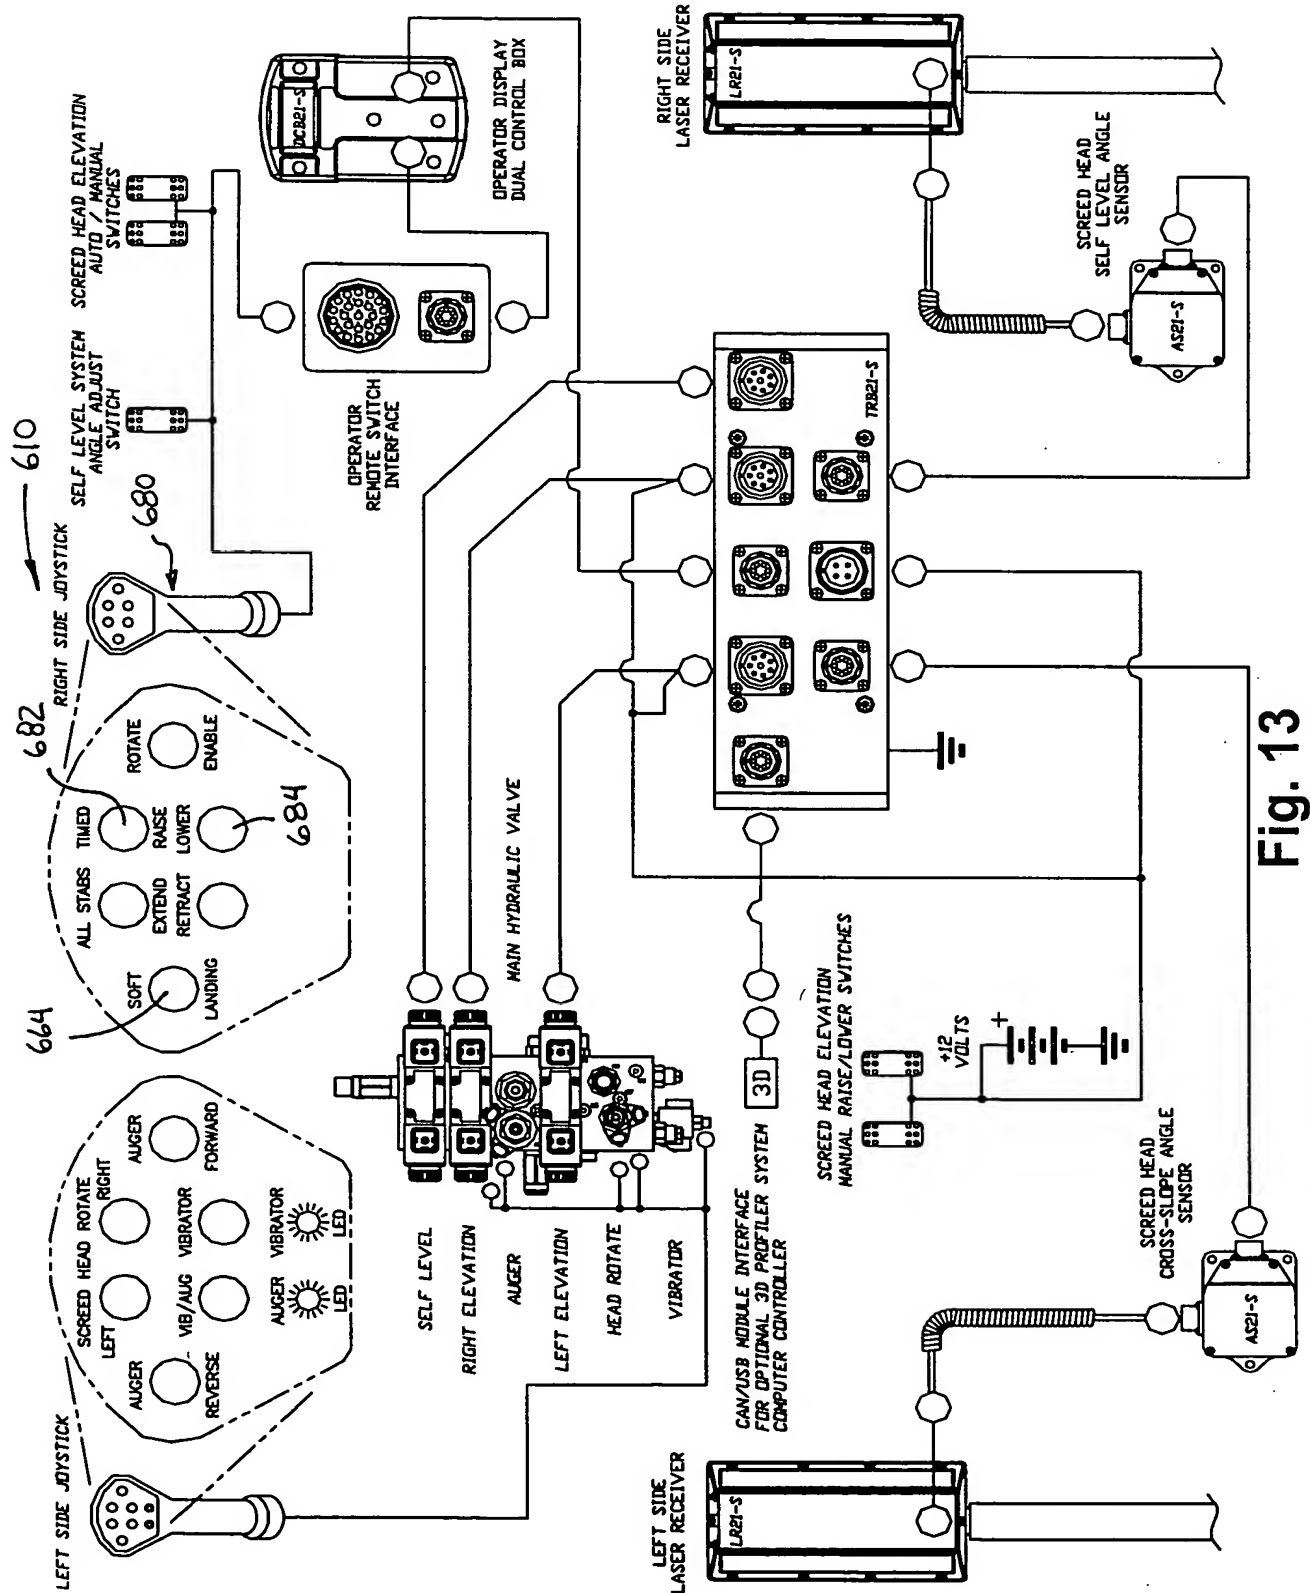 LEFT SIDE JOYSTICK
AUGER
REVERSE
SCREED HEAD ROTATE
LEFT
RIGHT
VIB/AUG
VIBRATOR
AUGER
LED
VIBRATOR
LED
AUGER
FORWARD
664
SOFT
LANDING
ALL STABS
EXTEND
RETRACT
TIMED
RAISE
LOWER
682
684
ROTATE
ENABLE
RIGHT SIDE JOYSTICK
680
610
SELF LEVEL SYSTEM
ANGLE ADJUST
SWITCH
SCREED HEAD ELEVATION
AUTO / MANUAL
SWITCHES
DCB21-S
OPERATOR DISPLAY
DUAL CONTROL BOX
OPERATOR
REMOTE SWITCH
INTERFACE
MAIN HYDRAULIC VALVE
SELF LEVEL
RIGHT ELEVATION
AUGER
LEFT ELEVATION
HEAD ROTATE
VIBRATOR
CAN/USB MODULE INTERFACE
FOR OPTIONAL 3D PROFILER SYSTEM
COMPUTER CONTROLLER
3D
TRB21-S
SCREED HEAD ELEVATION
MANUAL RAISE/LOWER SWITCHES
+12
VOLTS
+
LEFT SIDE
LASER RECEIVER
LR21-S
SCREED HEAD
CROSS-SLOPE ANGLE
SENSOR
AS21-S
RIGHT SIDE
LASER RECEIVER
LR21-S
SCREED HEAD
SELF LEVEL ANGLE
SENSOR
AS21-S
Fig. 13